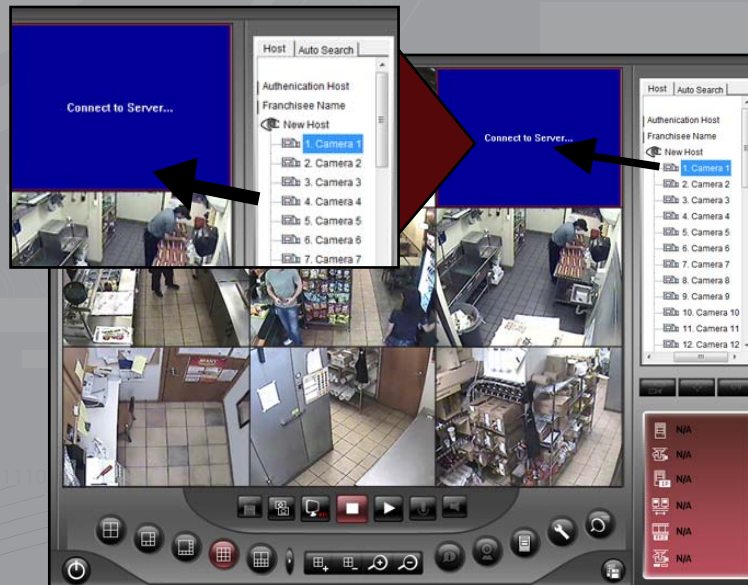 Host Auto Search
Authenication Host
Franchisee Name
New Host
1. Camera 1
2. Camera 2
3. Camera 3
4. Camera 4
5. Camera 5
6. Camera 6
7. Camera 7
Connect to Server...
Host Auto Search
Authenication Host
Franchisee Name
New Host
1. Camera 1
2. Camera 2
3. Camera 3
4. Camera 4
5. Camera 5
6. Camera 6
7. Camera 7
8. Camera 8
9. Camera 9
10. Camera 10
11. Camera 11
12. Camera 12
Connect to Server...
N/A
N/A
N/A
N/A
N/A
N/A